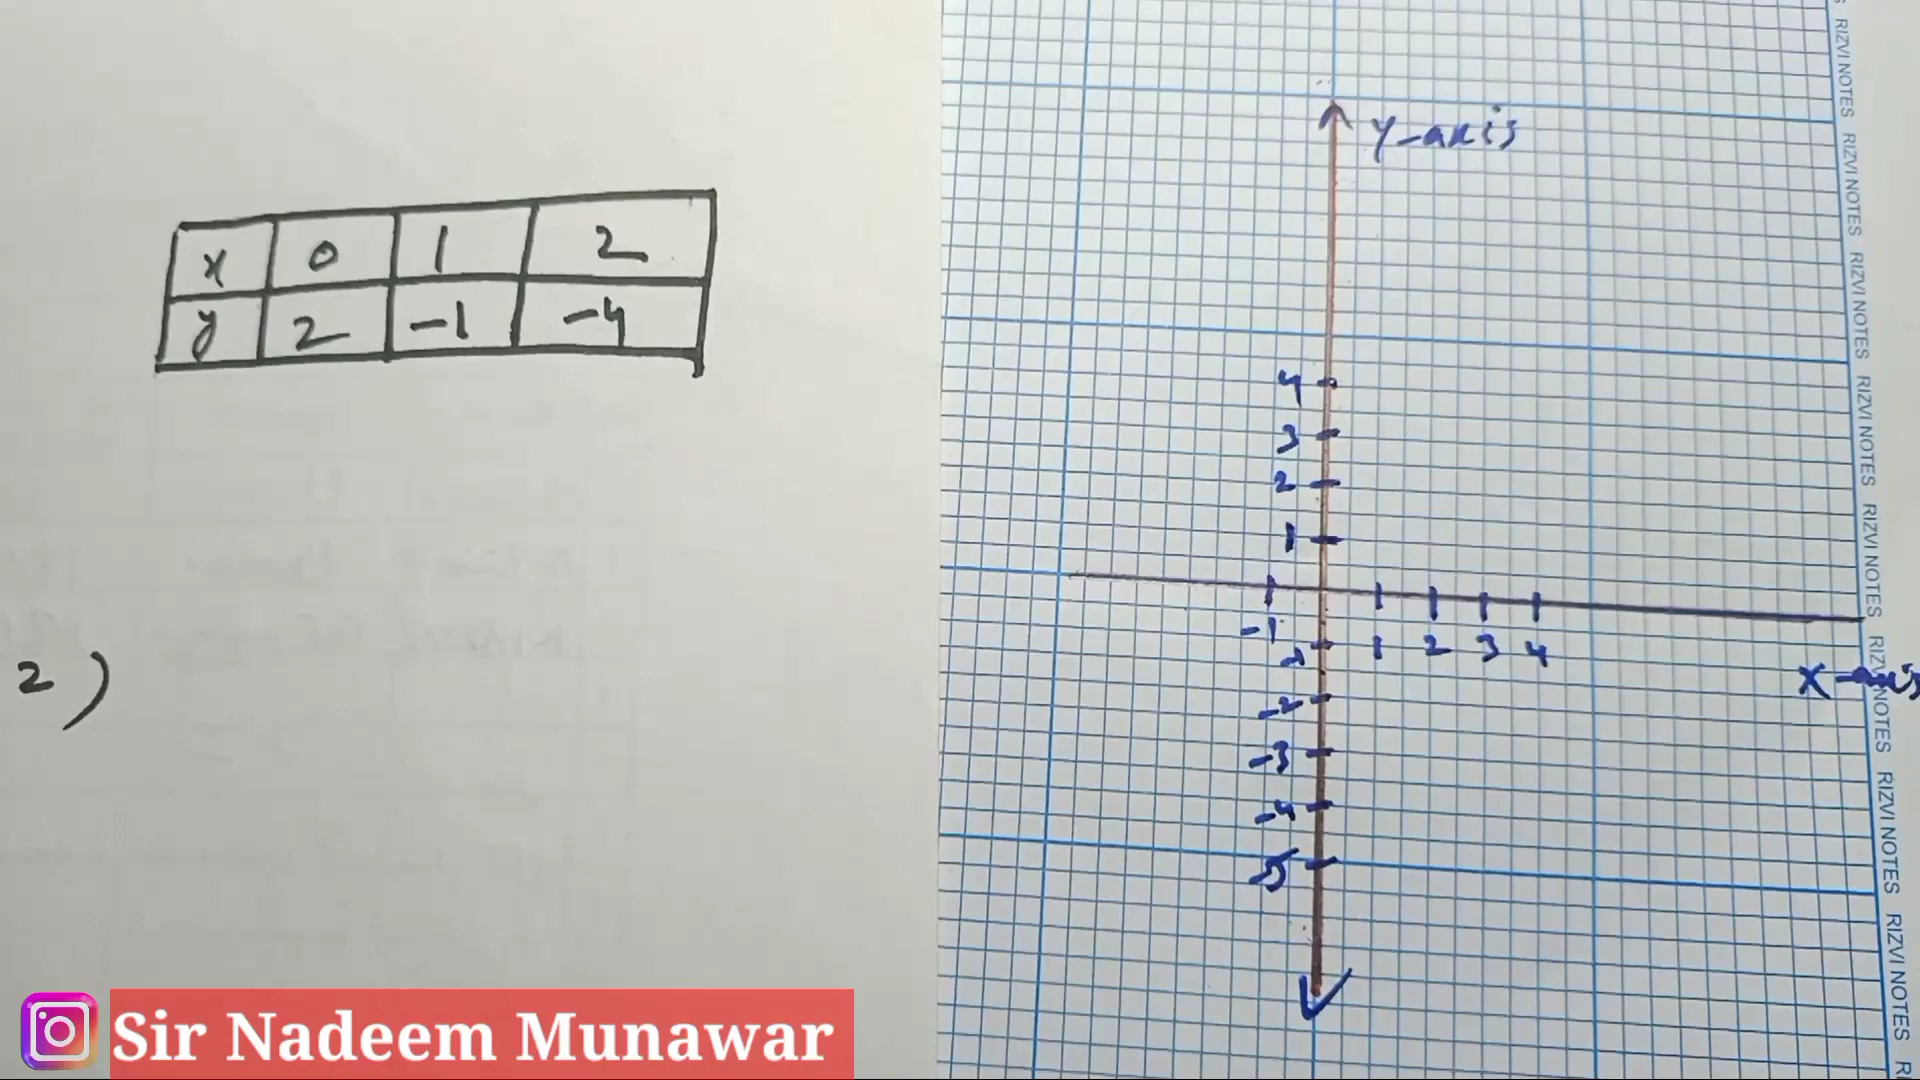 x 0 1 2
y 2 -1 -4
2 )
Y-axis
4
3
2
1
-1
1 2 3 4
X-axis
-2
-3
-4
-5
RIZVI NOTES RIZVI NOTES RIZVI NOTES RIZVI NOTES RIZVI NOTES RIZVI NOTES RIZVI NOTES RIZVI NOTES
Sir Nadeem Munawar